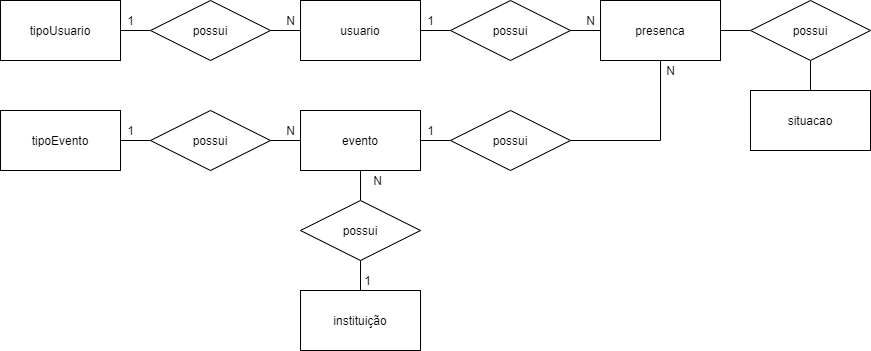 tipoUsuario
1
possui
N
usuario
1
possui
N
presenca
possui
N
situacao
tipoEvento
1
possui
N
evento
1
possui
N
possui
1
instituição